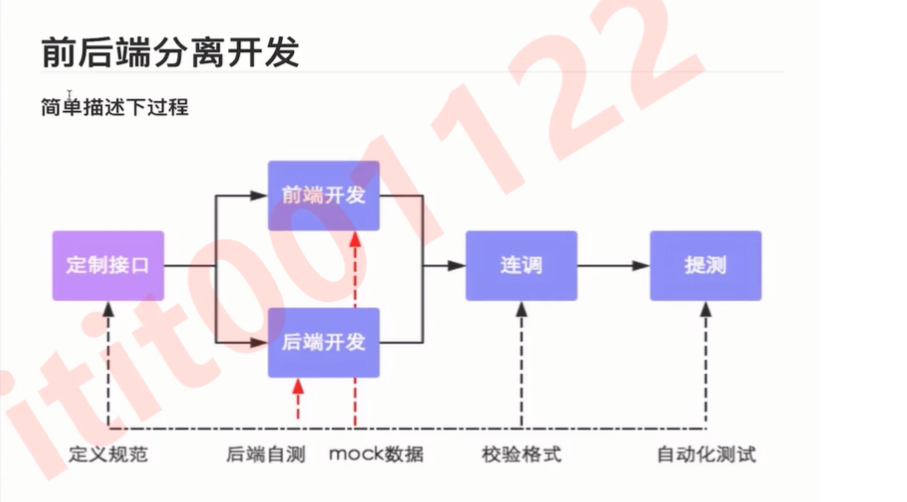 前后端分离开发
简单描述下过程
前端开发
定制接口
连调
提测
后端开发
定义规范
后端自测
mock数据
校验格式
自动化测试
itit001122